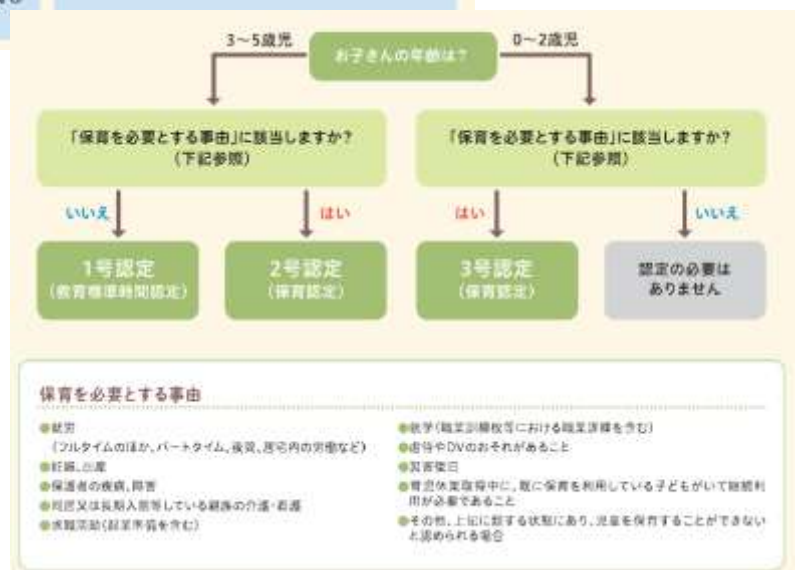 3～5歳児
お子さんの年齢は？
0～2歳児
「保育を必要とする事由」に該当しますか？
（下記参照）
「保育を必要とする事由」に該当しますか？
（下記参照）
いいえ
はい
はい
いいえ
1号認定
（教育標準時間認定）
2号認定
（保育認定）
3号認定
（保育認定）
認定の必要は
ありません
保育を必要とする事由
●就労
（フルタイムのほか、パートタイム、夜間、居宅内の労働など）
●妊娠、出産
●保護者の疾病、障害
●同居又は長期入院等している親族の介護・看護
●求職活動（起業準備を含む）
●就学（職業訓練校等における職業訓練を含む）
●虐待やDVのおそれがあること
●災害復旧
●育児休業取得中に、既に保育を利用している子どもがいて継続利
用が必要であること
●その他、上記に類する状態にあり、児童を保育することができない
と認められる場合